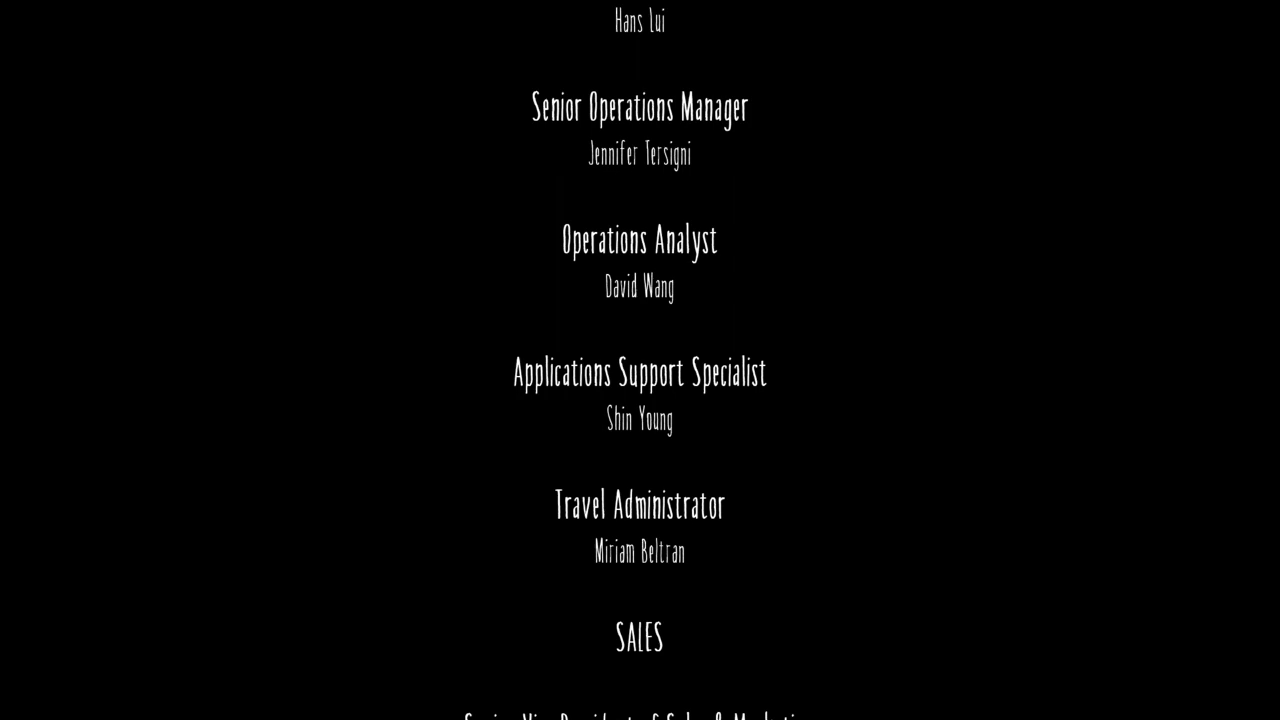 Hans Lui
Senior Operations Manager
Jennifer Tersigni
Operations Analyst
David Wang
Applications Support Specialist
Shin Young
Travel Administrator
Miriam Beltran
SALES